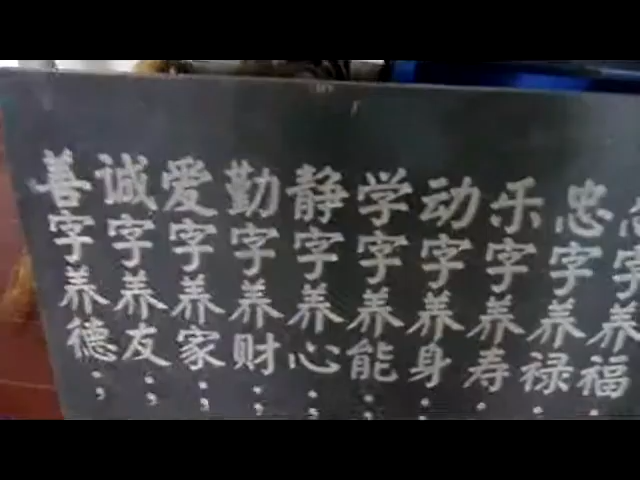 善字养德；
诚字养友；
爱字养家；
勤字养财；
静字养心；
学字养能；
动字养身；
乐字养寿；
忠字养禄；
字养福